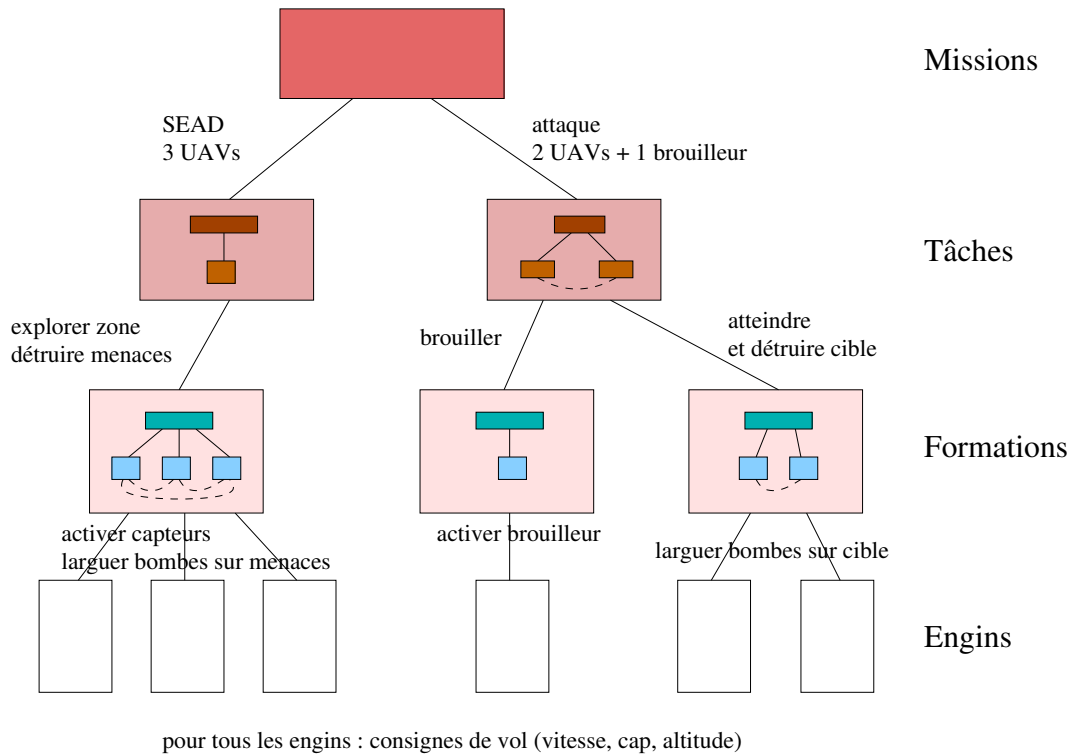 Missions
SEAD
3 UAVs
attaque
2 UAVs + 1 brouilleur
Tâches
explorer zone
détruire menaces
brouiller
atteindre
et détruire cible
Formations
activer capteurs
larguer bombes sur menaces
activer brouilleur
larguer bombes sur cible
Engins
pour tous les engins : consignes de vol (vitesse, cap, altitude)